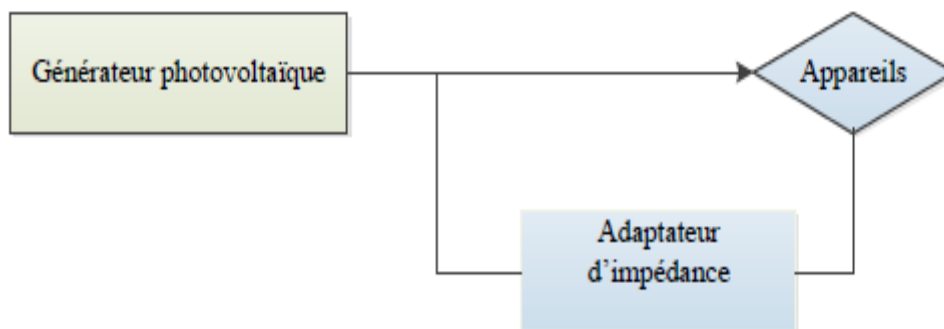 Générateur photovoltaïque
Appareils
Adaptateur
d’impédance